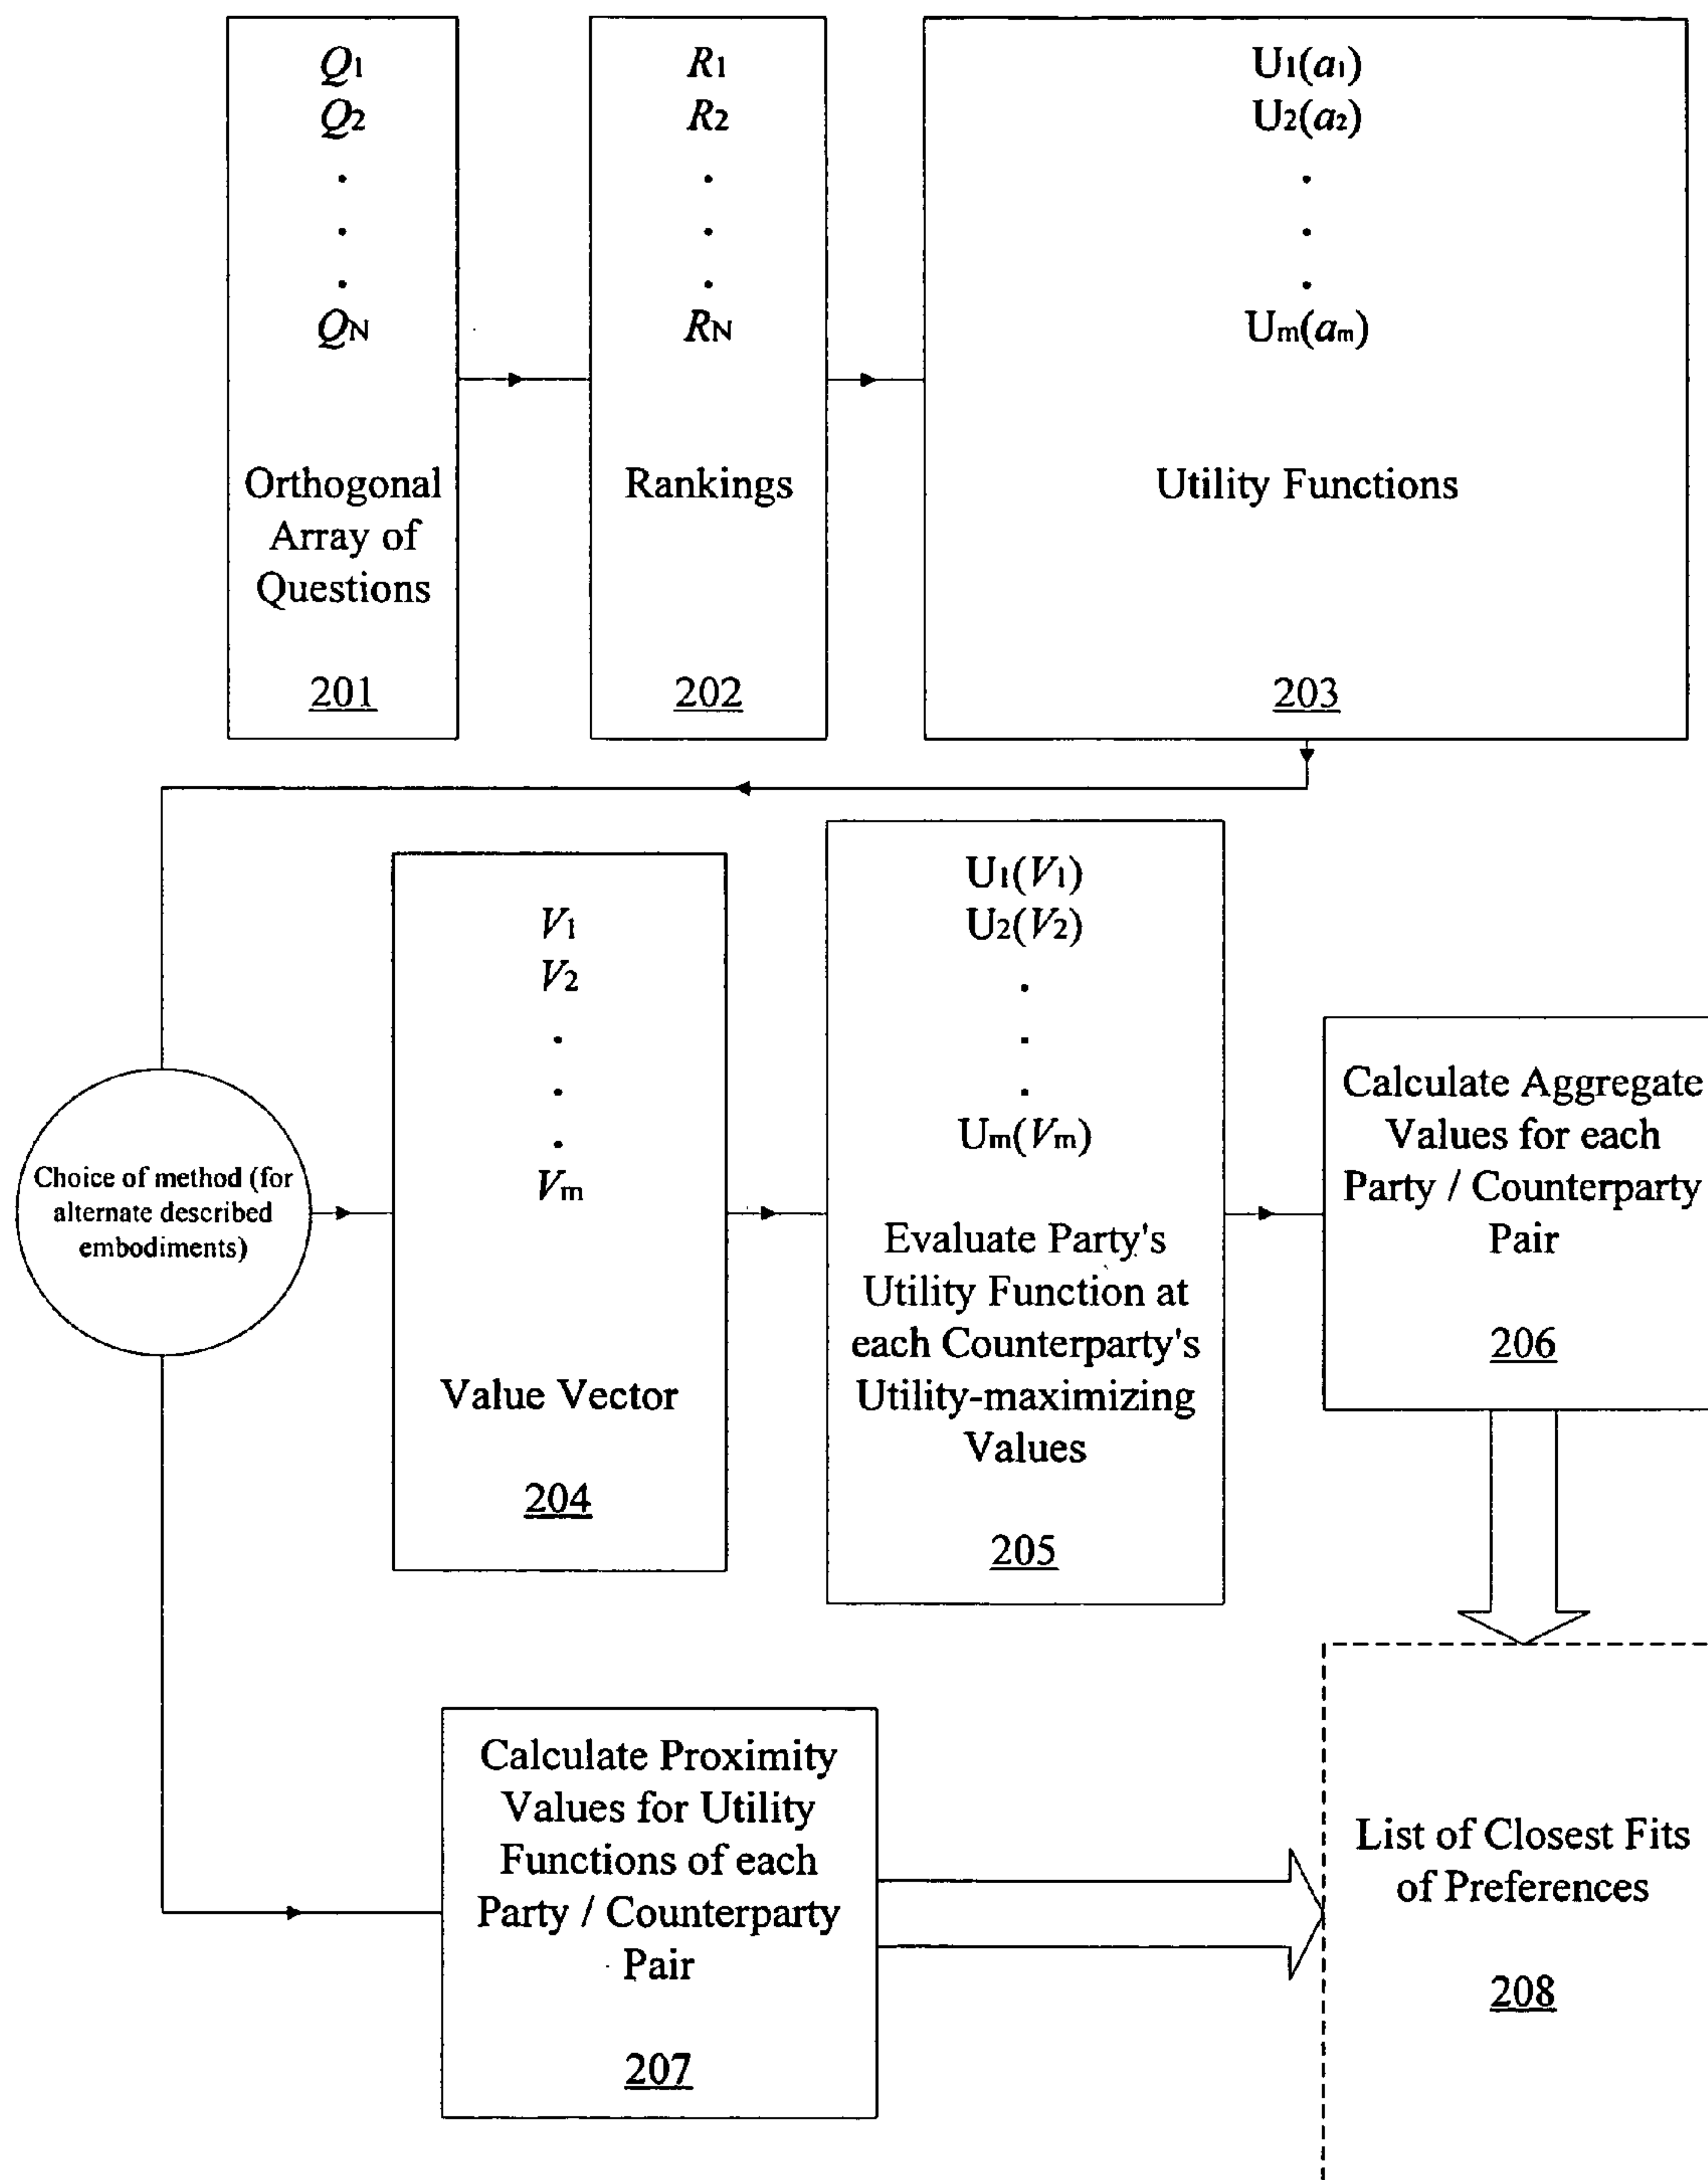 Q1
Q2
.
.
.
QN
Orthogonal
Array of
Questions
201
R1
R2
.
.
.
RN
Rankings
202
U1(a1)
U2(a2)
.
.
.
Um(am)
Utility Functions
203
Choice of method (for
alternate described
embodiments)
V1
V2
.
.
.
Vm
Value Vector
204
U1(V1)
U2(V2)
.
.
.
Um(Vm)
Evaluate Party's
Utility Function at
each Counterparty's
Utility-maximizing
Values
205
Calculate Aggregate
Values for each
Party / Counterparty
Pair
206
Calculate Proximity
Values for Utility
Functions of each
Party / Counterparty
Pair
207
List of Closest Fits
of Preferences
208